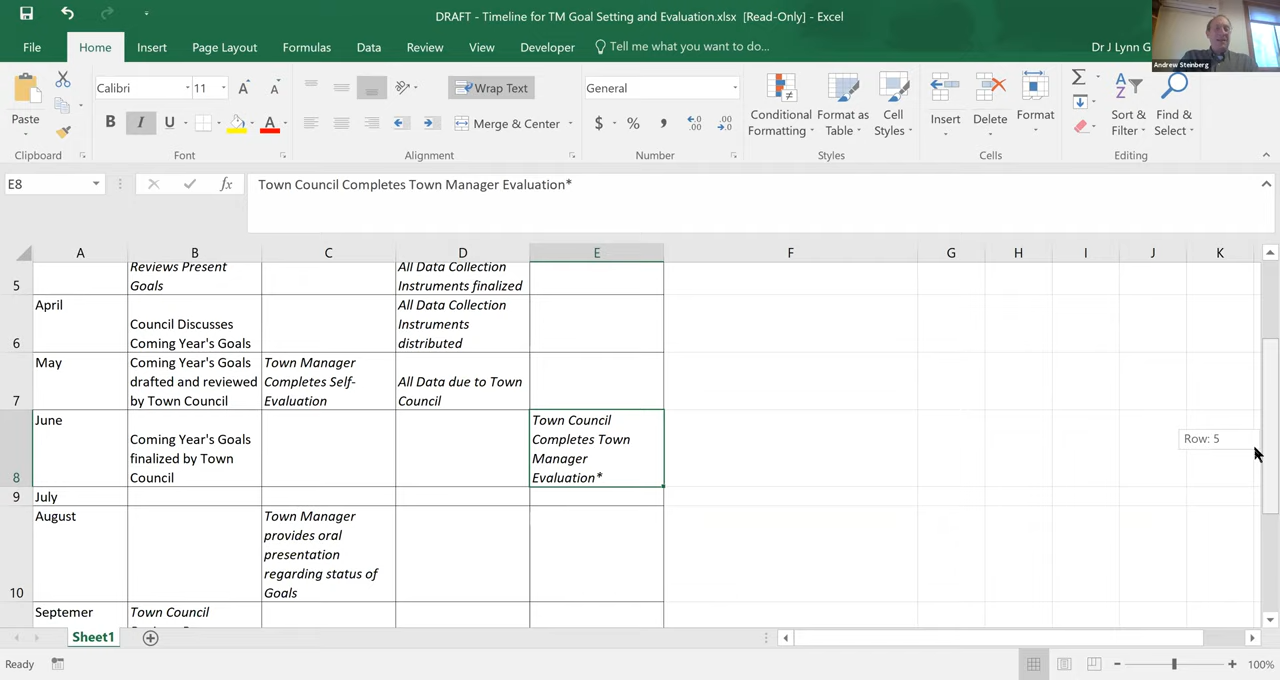 DRAFT - Timeline for TM Goal Setting and Evaluation.xlsx [Read-Only] - Excel
Andrew Steinberg
File Home Insert Page Layout Formulas Data Review View Developer Tell me what you want to do... Dr J Lynn G
Paste
Clipboard
Calibri 11 A A
B I U A
Font
Wrap Text
Merge & Center
Alignment
General
$ % , .0 .00 .00 .0
Number
Conditional Formatting
Format as Table
Cell Styles
Styles
Insert Delete Format
Cells
Sort & Filter
Find & Select
Editing
E8 fx Town Council Completes Town Manager Evaluation*
A B C D E F G H I J K
5
Reviews Present
Goals
All Data Collection
Instruments finalized
6
April
Council Discusses
Coming Year's Goals
All Data Collection
Instruments
distributed
7
May
Coming Year's Goals
drafted and reviewed
by Town Council
Town Manager
Completes Self-
Evaluation
All Data due to Town
Council
8
June
Coming Year's Goals
finalized by Town
Council
Town Council
Completes Town
Manager
Evaluation*
Row: 5
9
July
10
August
Town Manager
provides oral
presentation
regarding status of
Goals
Septemer
Town Council
Sheet1
Ready
100%